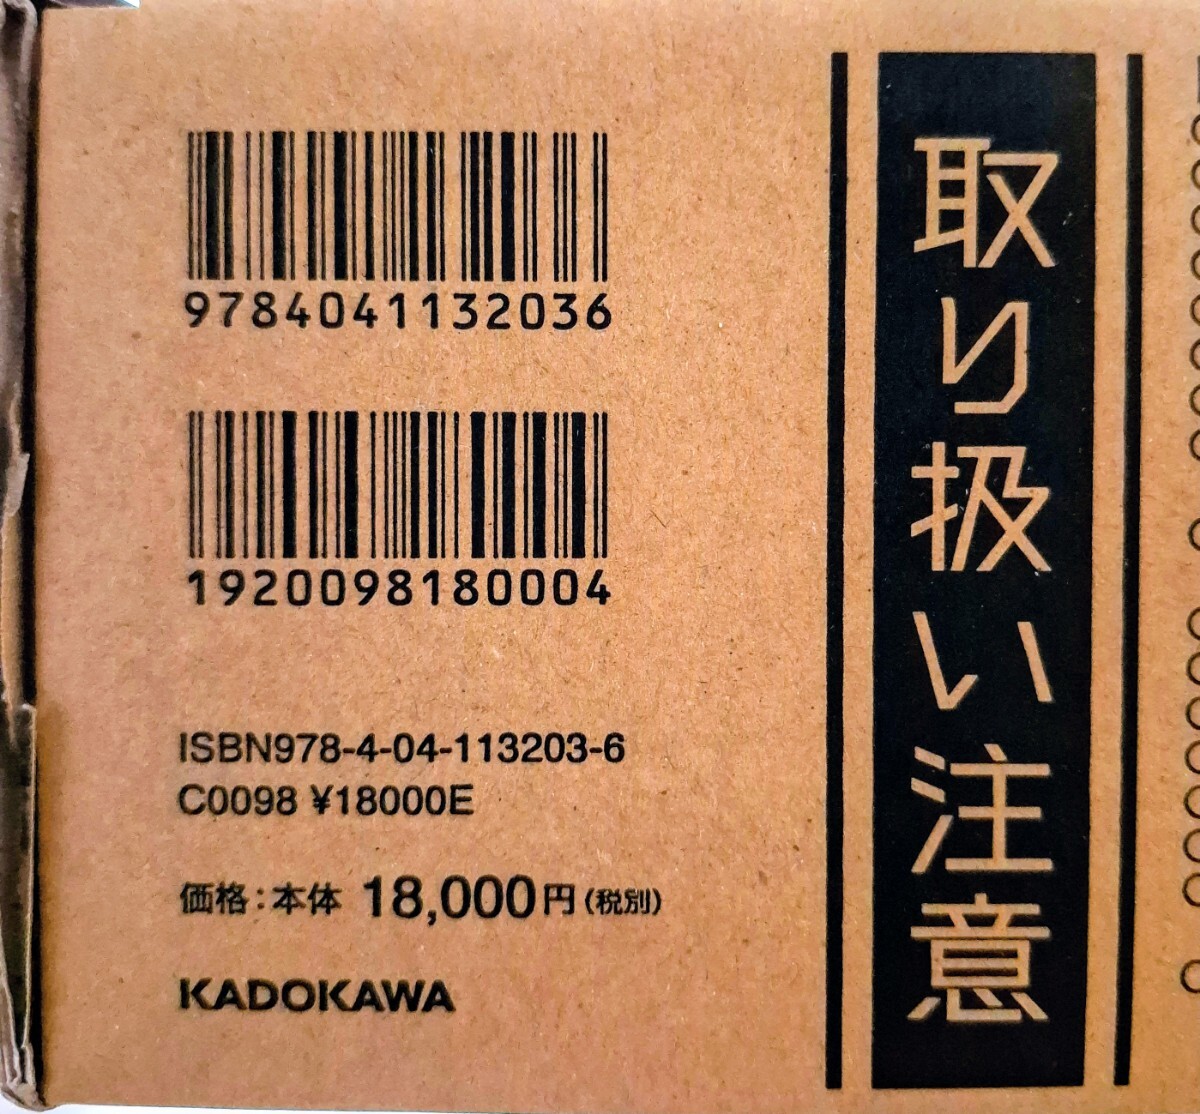 9784041132036
1920098180004
ISBN978-4-04-113203-6
C0098 ¥18000E
価格：本体 18,000円（税別）
KADOKAWA
取り扱い注意